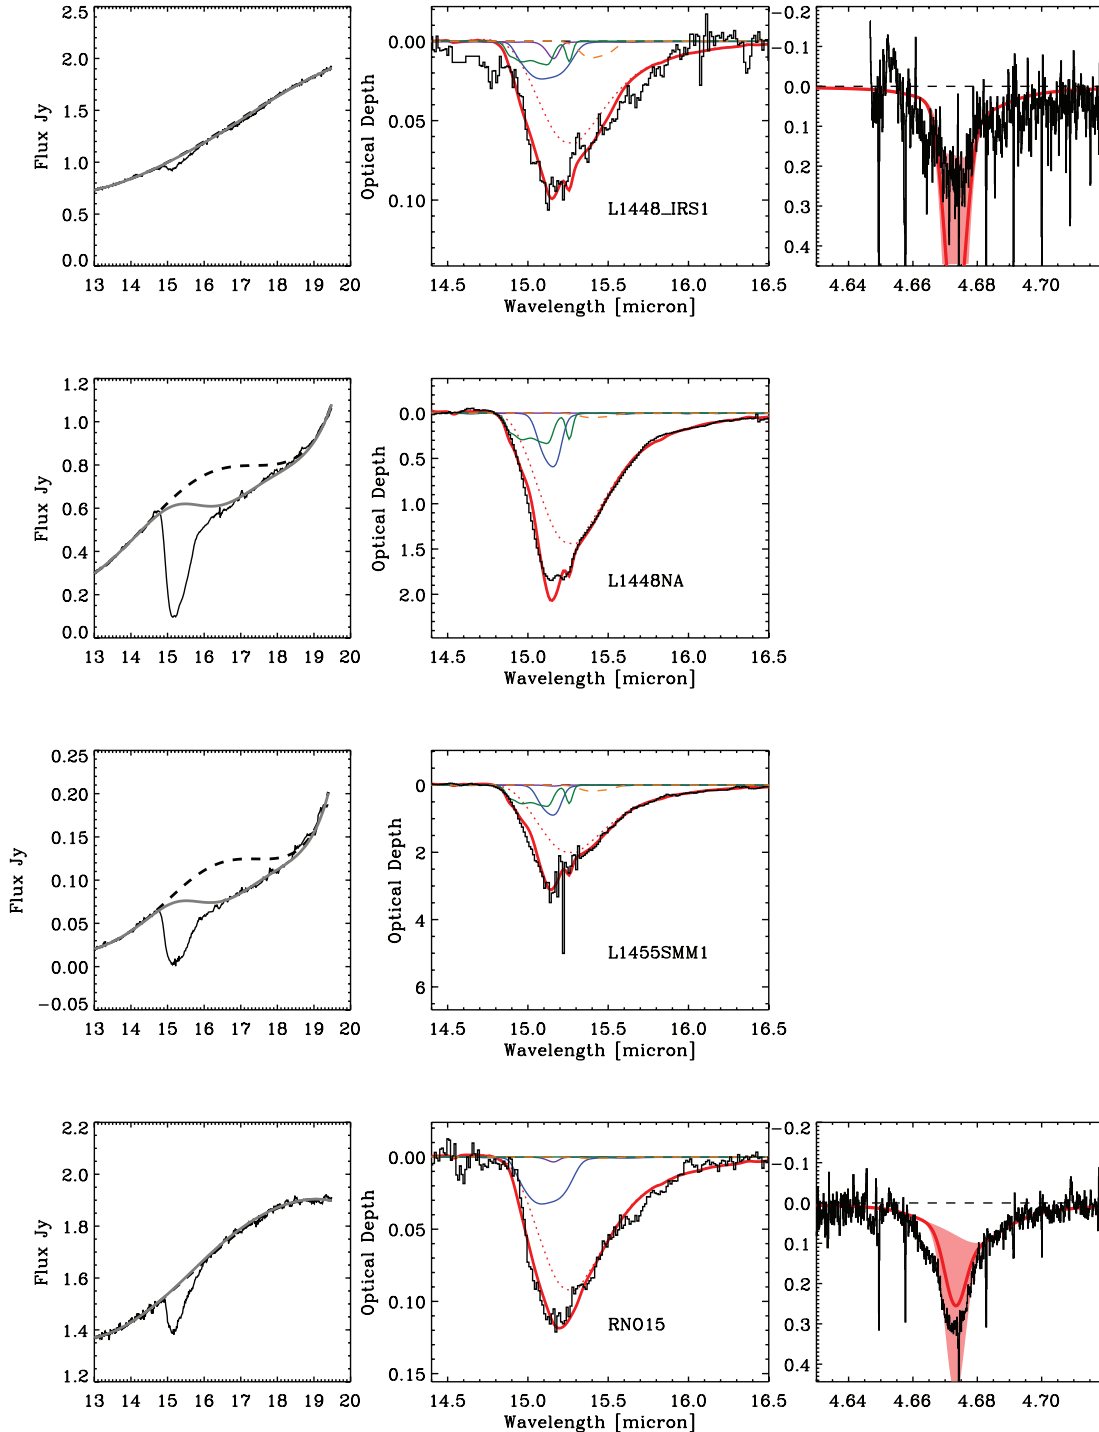 2.5
2.0
1.5
1.0
0.5
0.0
Flux Jy
13 14 15 16 17 18 19 20
0.00
0.05
0.10
Optical Depth
L1448_IRS1
14.5 15.0 15.5 16.0 16.5
Wavelength [micron]
−0.2
−0.1
0.0
0.1
0.2
0.3
0.4
4.64 4.66 4.68 4.70
1.2
1.0
0.8
0.6
0.4
0.2
0.0
Flux Jy
13 14 15 16 17 18 19 20
0.0
0.5
1.0
1.5
2.0
Optical Depth
L1448NA
14.5 15.0 15.5 16.0 16.5
Wavelength [micron]
0.25
0.20
0.15
0.10
0.05
0.00
−0.05
Flux Jy
13 14 15 16 17 18 19 20
0
2
4
6
Optical Depth
L1455SMM1
14.5 15.0 15.5 16.0 16.5
Wavelength [micron]
2.2
2.0
1.8
1.6
1.4
1.2
Flux Jy
13 14 15 16 17 18 19 20
0.00
0.05
0.10
0.15
Optical Depth
RNO15
14.5 15.0 15.5 16.0 16.5
Wavelength [micron]
−0.2
−0.1
0.0
0.1
0.2
0.3
0.4
4.64 4.66 4.68 4.70